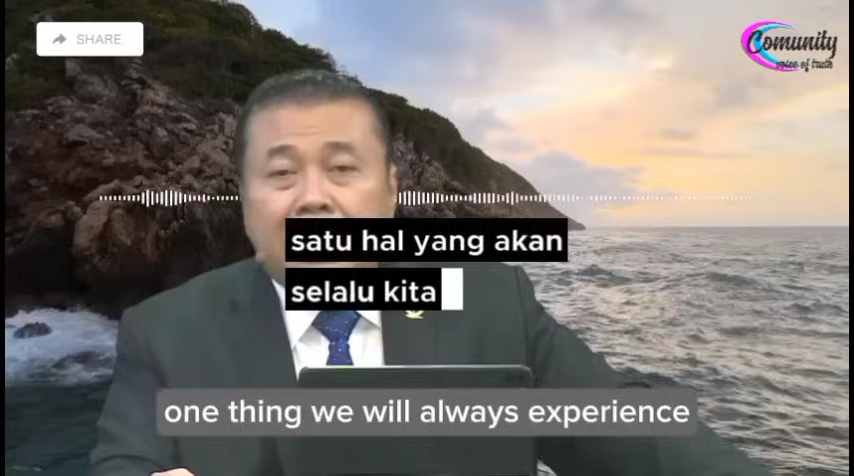 SHARE
Comunity
voice of truth
satu hal yang akan
selalu kita
one thing we will always experience